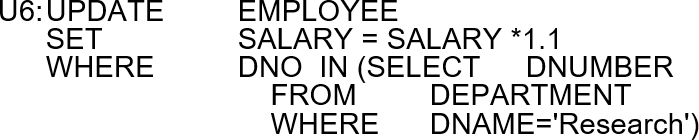 U6: UPDATE EMPLOYEE
SET SALARY = SALARY *1.1
WHERE DNO IN (SELECT DNUMBER
FROM DEPARTMENT
WHERE DNAME='Research')